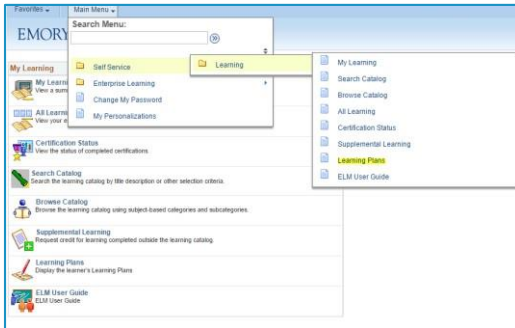 Favorites
Main Menu
EMORY
Search Menu:
Self Service
Enterprise Learning
Change My Password
My Personalizations
Learning
My Learning
Search Catalog
Browse Catalog
All Learning
Certification Status
Supplemental Learning
Learning Plans
ELM User Guide
My Learning
My Learni
View a sum
All Learni
View your e
Certification Status
View the status of completed certifications.
Search Catalog
Search the learning catalog by title description or other selection criteria.
Browse Catalog
Browse the learning catalog using subject-based categories and subcategories.
Supplemental Learning
Request credit for learning completed outside the learning catalog
Learning Plans
Display the learner's Learning Plans
ELM User Guide
ELM User Guide